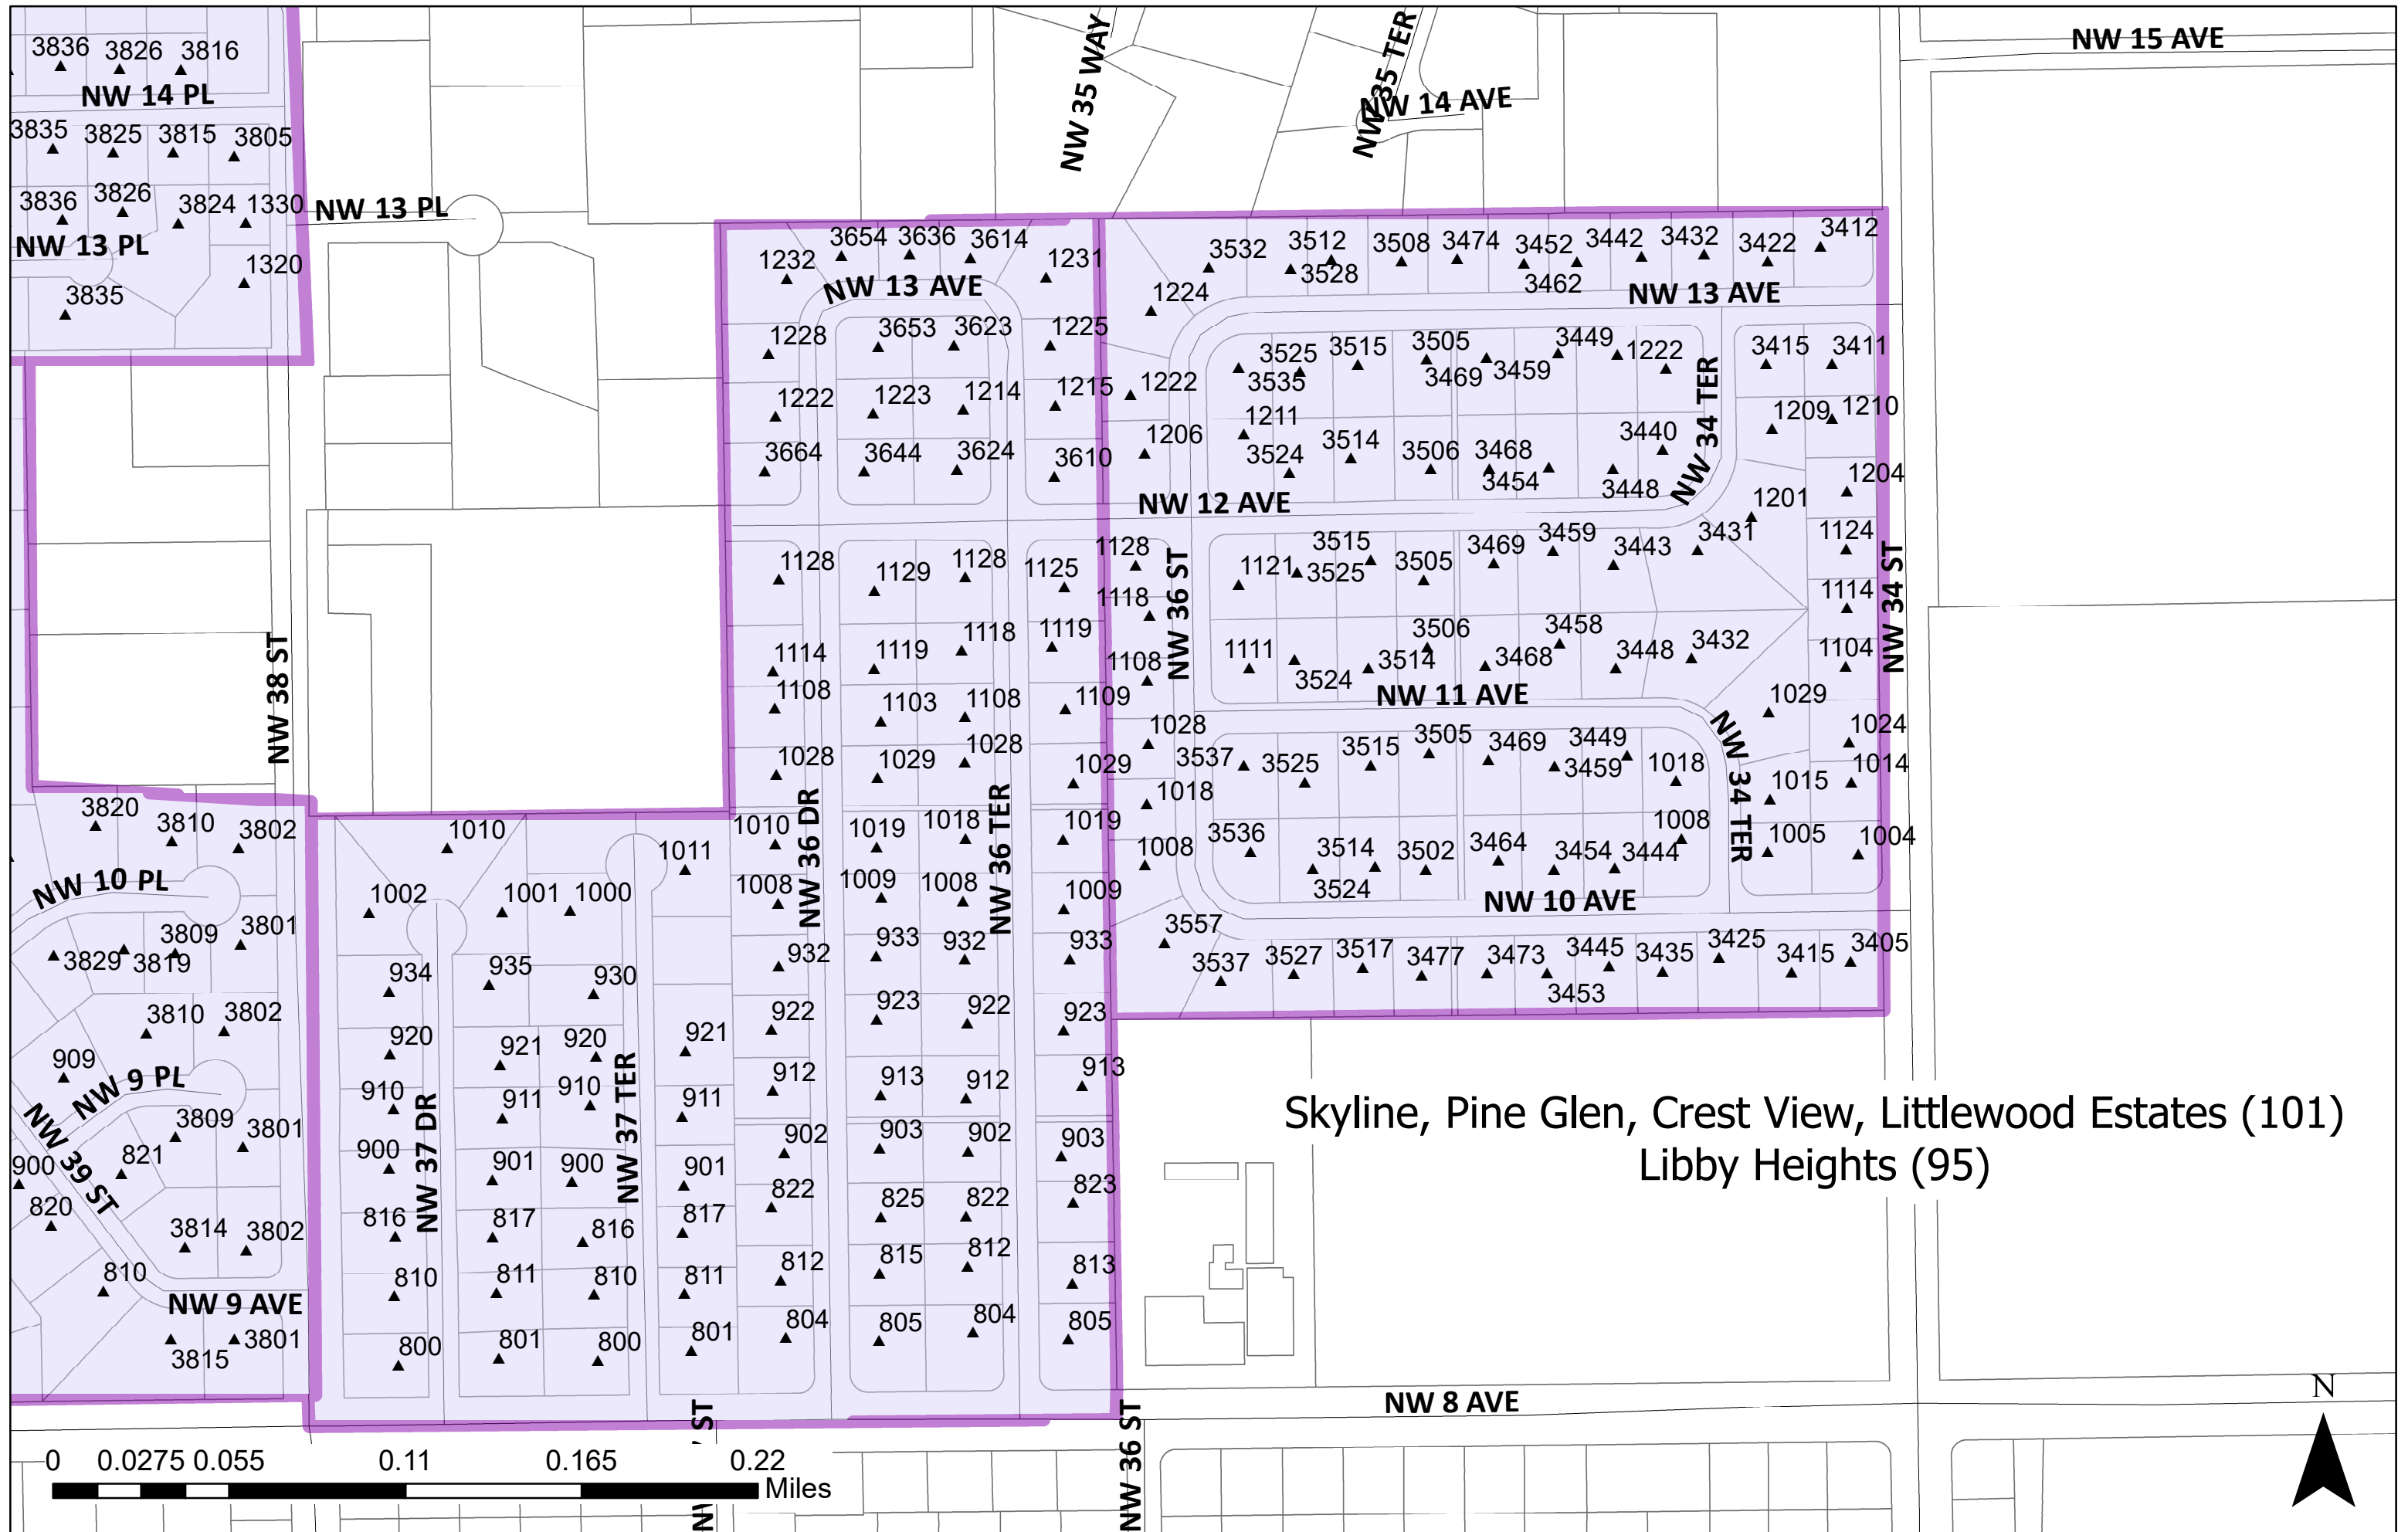 3836 3826 3816
NW 14 PL
3835 3825 3815 3805
3836 3826 3824 1330
NW 13 PL
1320
3835
NW 13 PL
NW 35 WAY
NW 35 TER
NW 14 AVE
NW 15 AVE
3654 3636 3614
1232 1231
NW 13 AVE
1228 3653 3623 1225
1222 1223 1214 1215
3664 3644 3624 3610
3532 3512 3508 3474 3452 3442 3432 3422 3412
3528 3462
1224
NW 13 AVE
3525 3515 3505 3449 1222 3415 3411
3535 3469 3459
1222
1211 1209 1210
1206 3524 3514 3506 3468 3440
3454 3448
NW 34 TER
1204
1201
NW 12 AVE
1128 1129 1128 1125 1128
1121 3525 3515 3505 3469 3459 3443 3431 1124
1118
NW 36 ST
NW 34 ST
1114
1114 1119 1118 1119 1108
1111 3524 3514 3506 3468 3458 3448 3432 1104
NW 11 AVE
1108 1103 1108 1109
1029
1028 1024
NW 38 ST
1028 1029 1028 1029
3537 3525 3515 3505 3469 3459 3449 1018
NW 34 TER
1015 1014
1018
3820 3810 3802
1010 1011 1010 1019 1018 1019
NW 36 DR
NW 36 TER
3536 3514 3502 3464 3454 3444 1008 1005 1004
1008
3524
NW 10 PL
1002 1001 1000 1008 1009 1008 1009
NW 10 AVE
3829 3819 3809 3801
934 935 930 932 933 932 933
3557
3537 3527 3517 3477 3473 3453 3445 3435 3425 3415 3405
3810 3802
909
NW 9 PL
920 921 920 921 922 923 922 923
910 911 910 911 912 913 912 913
NW 37 DR
NW 37 TER
3809 3801
821
NW 39 ST
900
820
900 901 900 901 902 903 902 903
816 817 816 817 822 825 822 823
3814 3802
810
810 811 810 811 812 815 812 813
NW 9 AVE
3815 3801
800 801 800 801 804 805 804 805
Skyline, Pine Glen, Crest View, Littlewood Estates (101)
Libby Heights (95)
NW 8 AVE
NW 36 ST
ST
N
0 0.0275 0.055 0.11 0.165 0.22
Miles